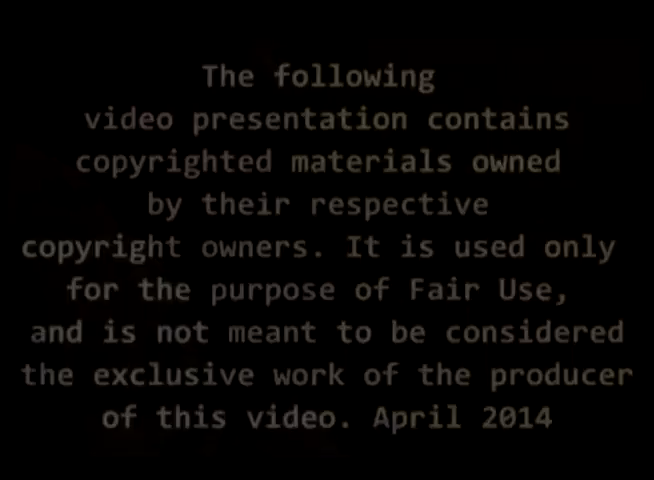 The following
video presentation contains
copyrighted materials owned
by their respective
copyright owners. It is used only
for the purpose of Fair Use,
and is not meant to be considered
the exclusive work of the producer
of this video. April 2014